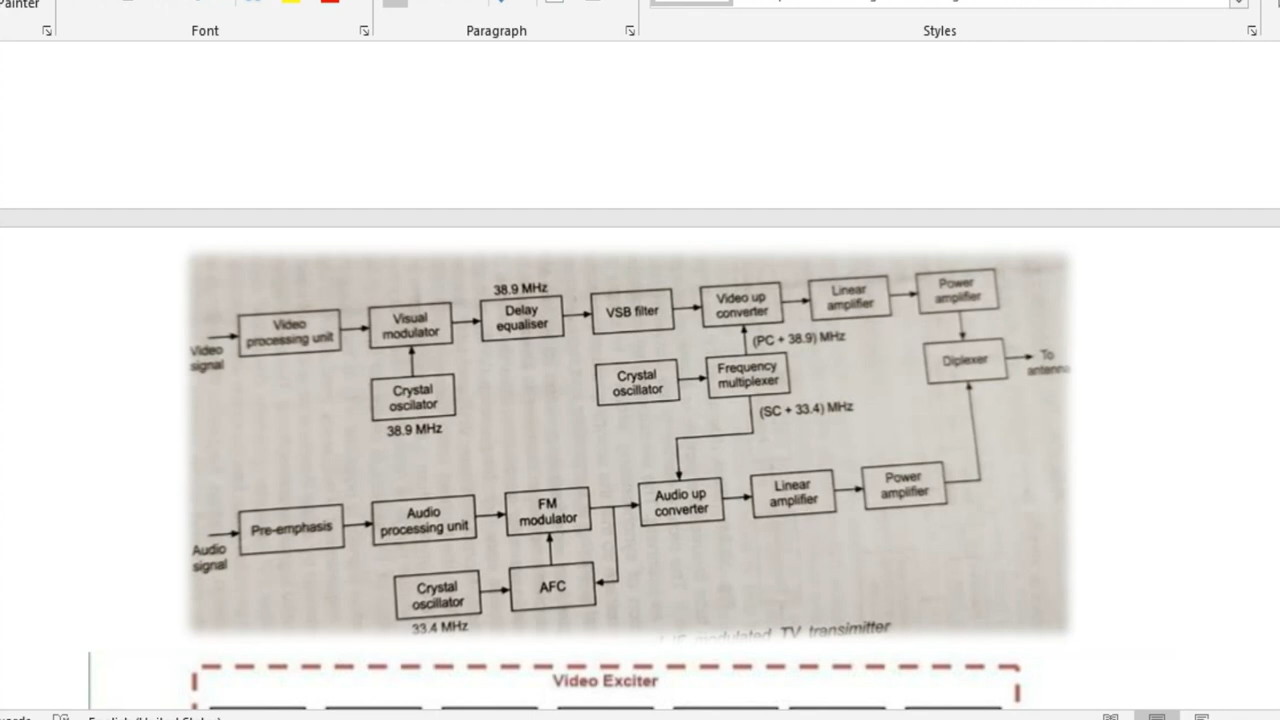 Painter
Font
Paragraph
Styles
38.9 MHz
Video
processing unit
Visual
modulator
Delay
equaliser
VSB filter
Video up
converter
Linear
amplifier
Power
amplifier
Video
signal
(PC + 38.9) MHz
Crystal
oscilator
38.9 MHz
Crystal
oscillator
Frequency
multiplexer
Diplexer
To
antenna
(SC + 33.4) MHz
Pre-emphasis
Audio
processing unit
FM
modulator
Audio up
converter
Linear
amplifier
Power
amplifier
Audio
signal
Crystal
oscillator
33.4 MHz
AFC
modulated TV transimitter
Video Exciter